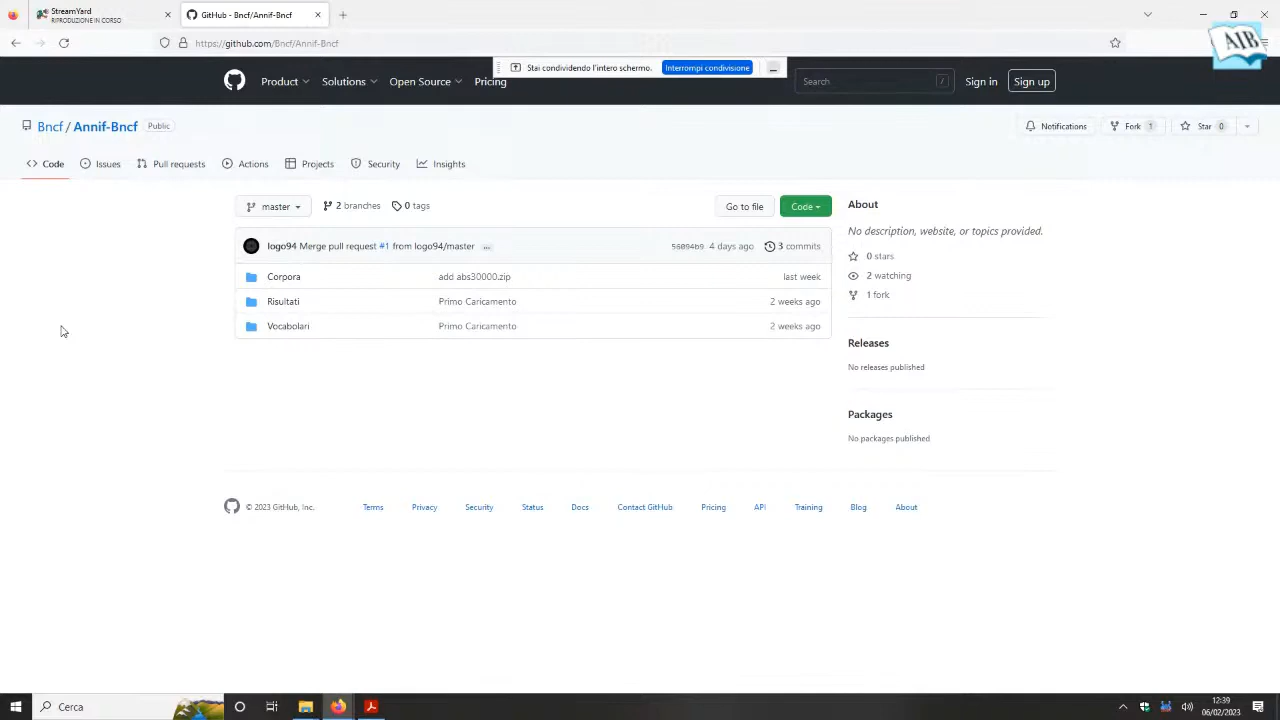 StreamYard
RIPRODUZIONE IN CORSO
GitHub - Bncf/Annif-Bncf
https://github.com/Bncf/Annif-Bncf
AIB
Stai condividendo l'intero schermo.
Interrompi condivisione
Solutions
Open Source
Pricing
Search
/
Sign in
Sign up
Bncf / Annif-Bncf
Public
Notifications
Fork 1
Star 0
Code
Issues
Pull requests
Actions
Projects
Security
Insights
master
2 branches
0 tags
Go to file
Code
logo94 Merge pull request #1 from logo94/master
...
56094b9 4 days ago
3 commits
Corpora
add abs30000.zip
last week
Risultati
Primo Caricamento
2 weeks ago
Vocabolari
Primo Caricamento
2 weeks ago
About
No description, website, or topics provided.
0 stars
2 watching
1 fork
Releases
No releases published
Packages
No packages published
© 2023 GitHub, Inc.
Terms
Privacy
Security
Status
Docs
Contact GitHub
Pricing
API
Training
Blog
About
Cerca
12:39
06/02/2023